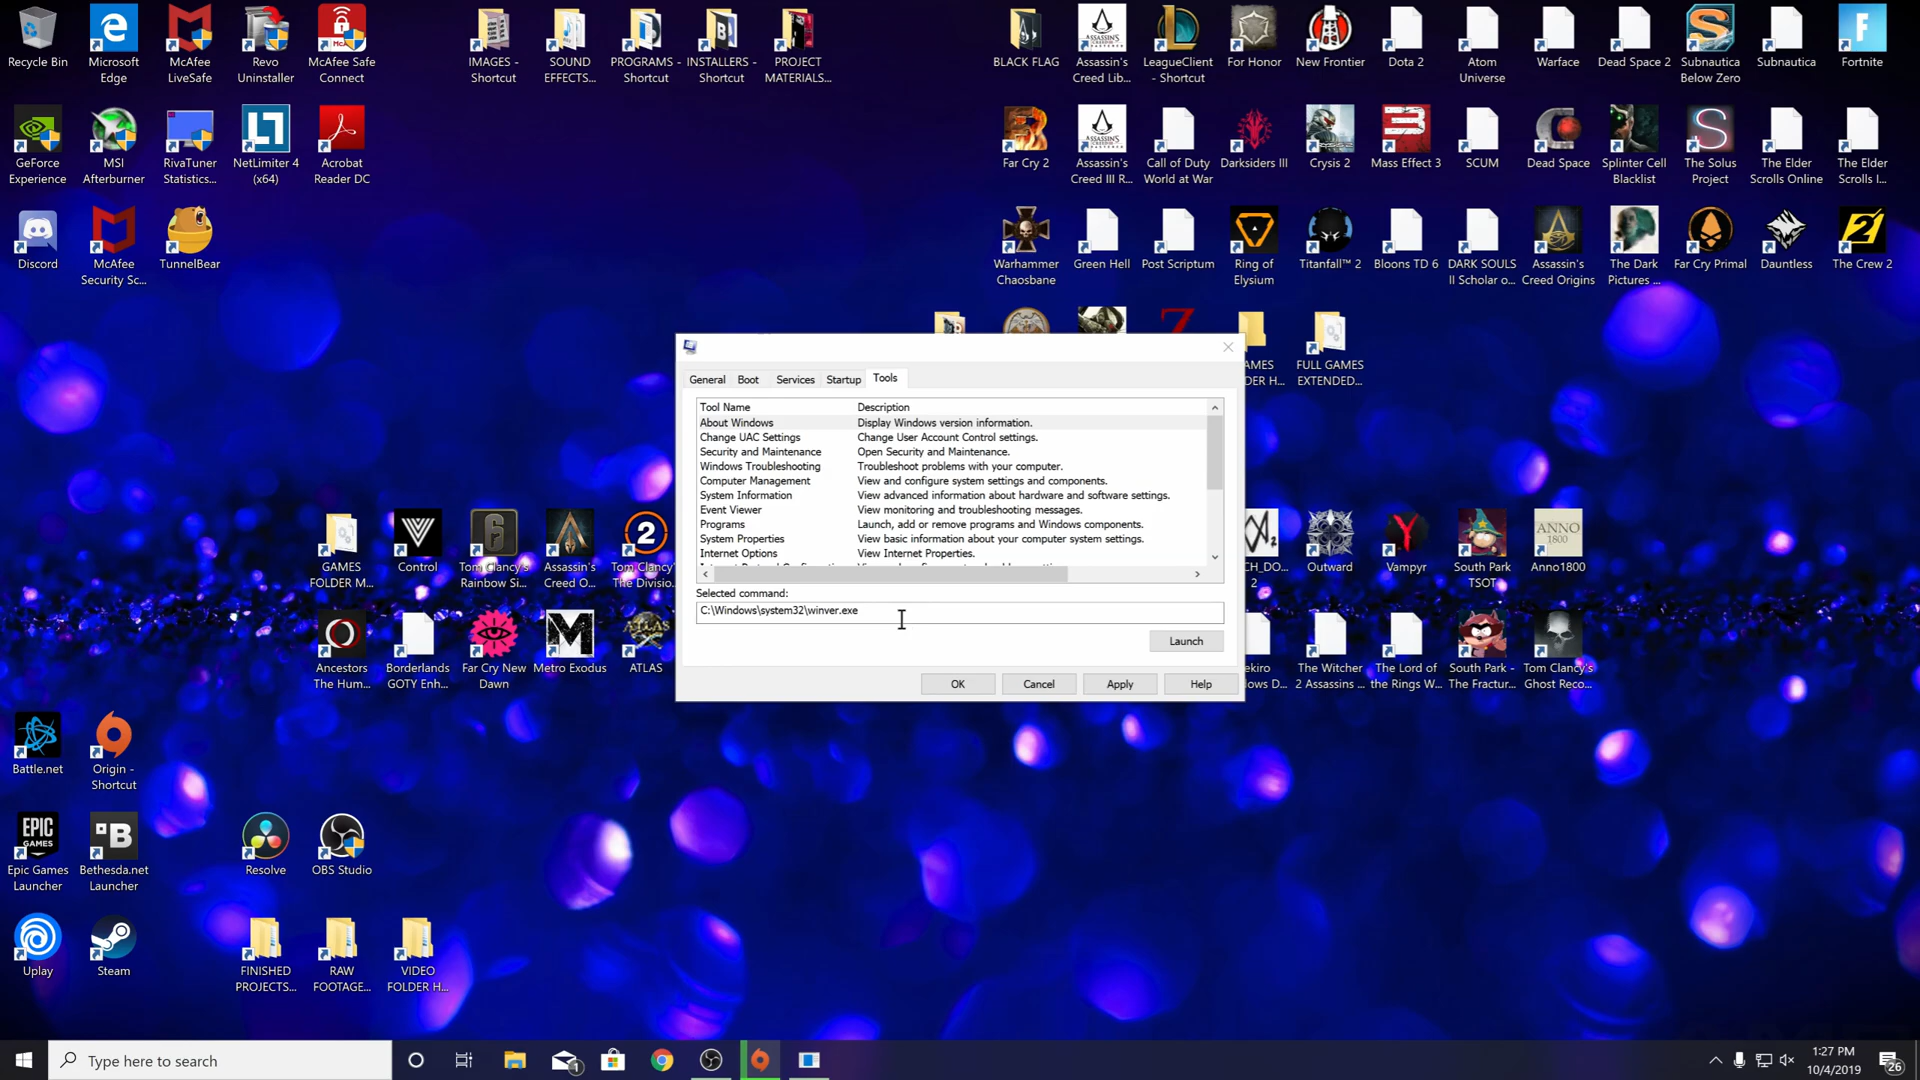 Recycle Bin
Microsoft Edge
McAfee LiveSafe
Revo Uninstaller
McAfee Safe Connect
IMAGES - Shortcut
SOUND EFFECTS...
PROGRAMS - Shortcut
INSTALLERS - Shortcut
PROJECT MATERIALS...
BLACK FLAG
Assassin's Creed Lib...
LeagueClient - Shortcut
For Honor
New Frontier
Dota 2
Atom Universe
Warface
Dead Space 2
Subnautica Below Zero
Subnautica
Fortnite
GeForce Experience
MSI Afterburner
RivaTuner Statistics...
NetLimiter 4 (x64)
Acrobat Reader DC
Far Cry 2
Assassin's Creed III R...
Call of Duty World at War
Darksiders III
Crysis 2
Mass Effect 3
SCUM
Dead Space
Splinter Cell Blacklist
The Solus Project
The Elder Scrolls Online
The Elder Scrolls I...
Discord
McAfee Security Sc...
TunnelBear
Warhammer Chaosbane
Green Hell
Post Scriptum
Ring of Elysium
Titanfall™ 2
Bloons TD 6
DARK SOULS II Scholar o...
Assassin's Creed Origins
The Dark Pictures ...
Far Cry Primal
Dauntless
The Crew 2
AMES
DER H...
FULL GAMES EXTENDED...
General
Boot
Services
Startup
Tools
Tool Name Description
About Windows Display Windows version information.
Change UAC Settings Change User Account Control settings.
Security and Maintenance Open Security and Maintenance.
Windows Troubleshooting Troubleshoot problems with your computer.
Computer Management View and configure system settings and components.
System Information View advanced information about hardware and software settings.
Event Viewer View monitoring and troubleshooting messages.
Programs Launch, add or remove programs and Windows components.
System Properties View basic information about your computer system settings.
Internet Options View Internet Properties.
Selected command:
C:\Windows\system32\winver.exe
Launch
OK
Cancel
Apply
Help
GAMES FOLDER M...
Control
Tom Clancy's Rainbow Si...
Assassin's Creed O...
Tom Clancy' The Divisio
CH_DO... 2
Outward
Vampyr
South Park TSOT
ANNO 1800
Anno1800
Ancestors The Hum...
Borderlands GOTY Enh...
Far Cry New Dawn
Metro Exodus
ATLAS
ATLAS
ekiro
lows D...
The Witcher 2 Assassins ...
The Lord of the Rings W...
South Park - The Fractur...
Tom Clancy's Ghost Reco...
Battle.net
Origin - Shortcut
EPIC GAMES
Epic Games Launcher
Bethesda.net Launcher
Resolve
OBS Studio
Uplay
Steam
FINISHED PROJECTS...
RAW FOOTAGE...
VIDEO FOLDER H...
Type here to search
1
1:27 PM
10/4/2019
26